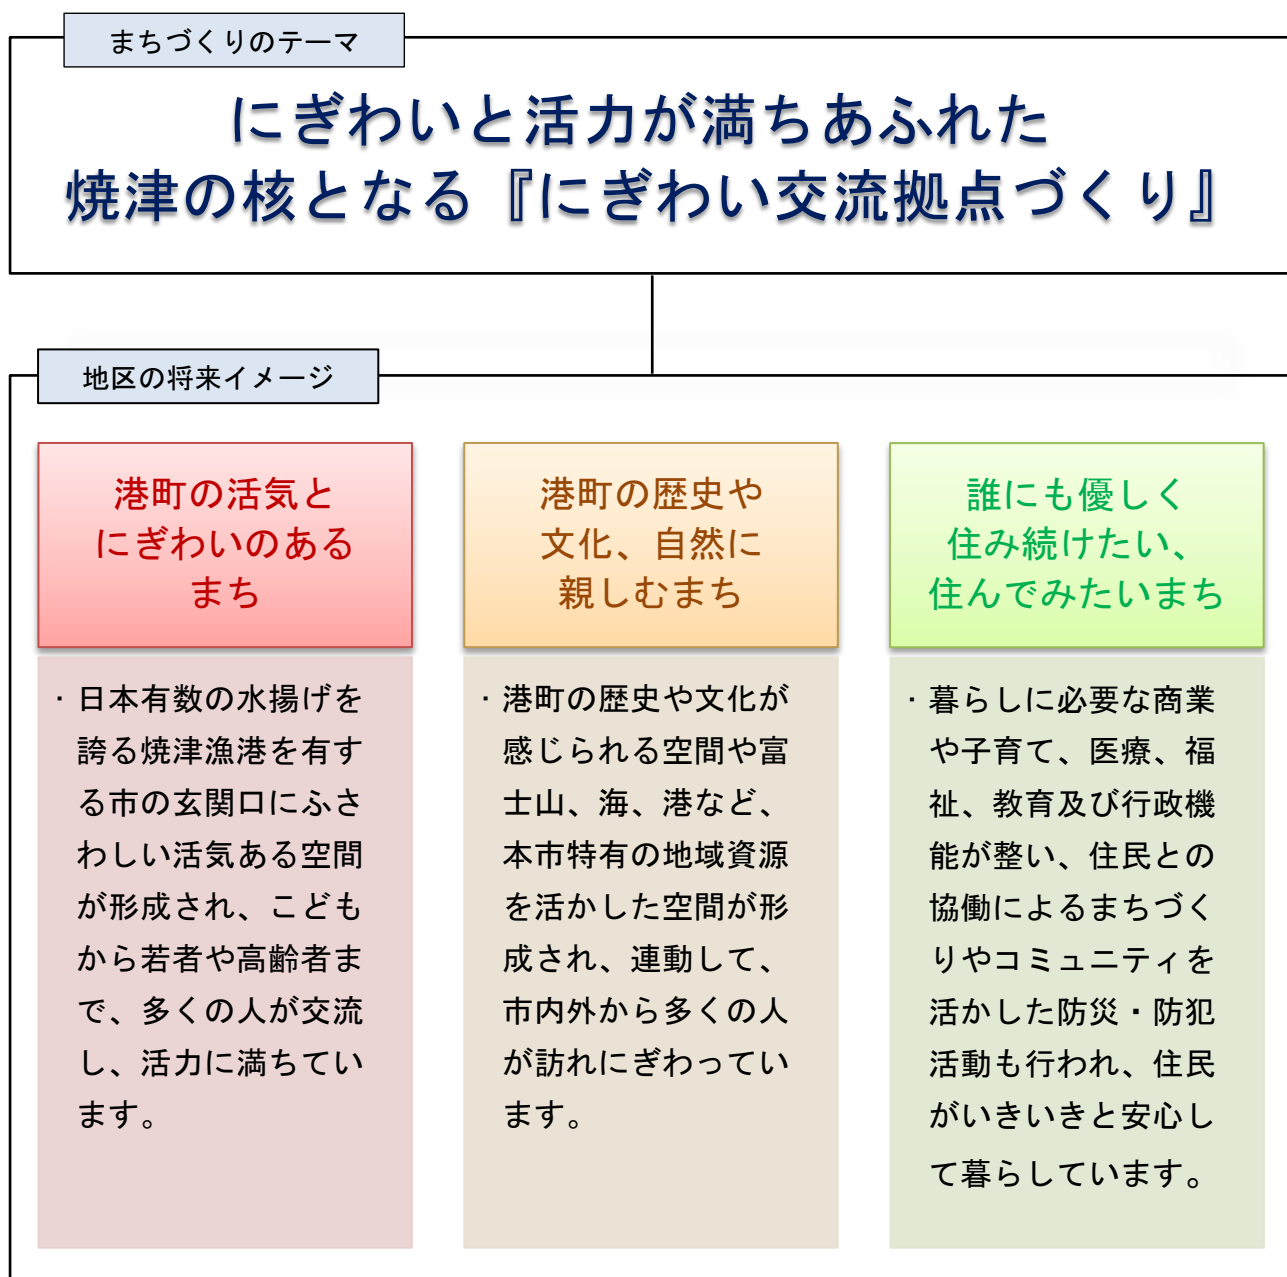 まちづくりのテーマ
にぎわいと活力が満ちあふれた
焼津の核となる『にぎわい交流拠点づくり』
地区の将来イメージ
港町の活気と
にぎわいのある
まち
・日本有数の水揚げを
誇る焼津漁港を有す
る市の玄関口にふさ
わしい活気ある空間
が形成され、こども
から若者や高齢者ま
で、多くの人が交流
し、活力に満ちてい
ます。
港町の歴史や
文化、自然に
親しむまち
・港町の歴史や文化が
感じられる空間や富
士山、海、港など、
本市特有の地域資源
を活かした空間が形
成され、連動して、
市内外から多くの人
が訪れにぎわってい
ます。
誰にも優しく
住み続けたい、
住んでみたいまち
・暮らしに必要な商業
や子育て、医療、福
祉、教育及び行政機
能が整い、住民との
協働によるまちづく
りやコミュニティを
活かした防災・防犯
活動も行われ、住民
がいきいきと安心し
て暮らしています。